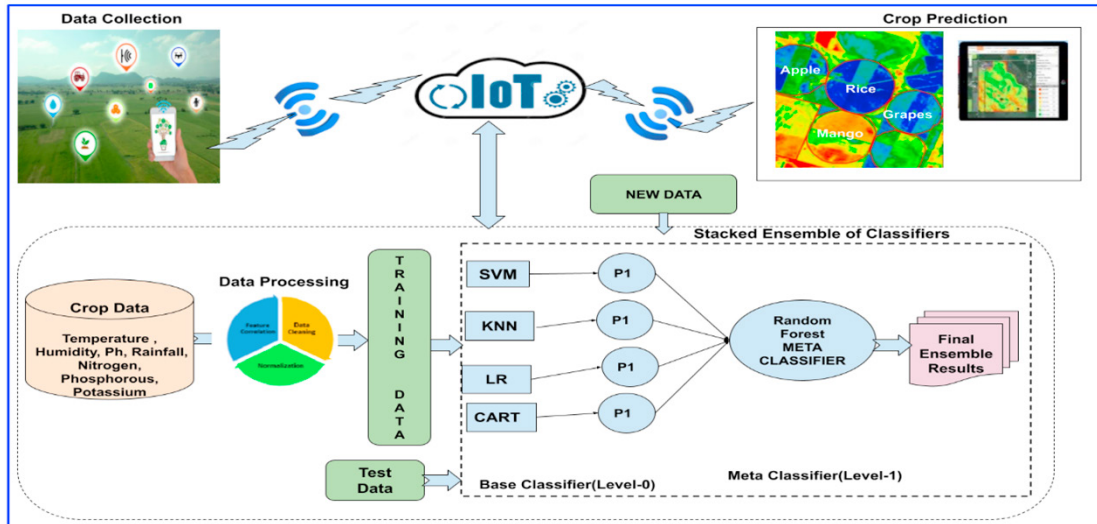 Data Collection
Crop Prediction
IoT
Apple
Rice
Grapes
Mango
NEW DATA
Stacked Ensemble of Classifiers
Crop Data
Temperature ,
Humidity, Ph, Rainfall,
Nitrogen,
Phosphorous,
Potassium
Data Processing
Feature
Correlation
Data
Cleaning
Normalization
T
R
A
I
N
I
N
G
D
A
T
A
Test
Data
SVM
P1
KNN
P1
LR
P1
CART
P1
Random
Forest
META
CLASSIFIER
Final
Ensemble
Results
Base Classifier(Level-0)
Meta Classifier(Level-1)